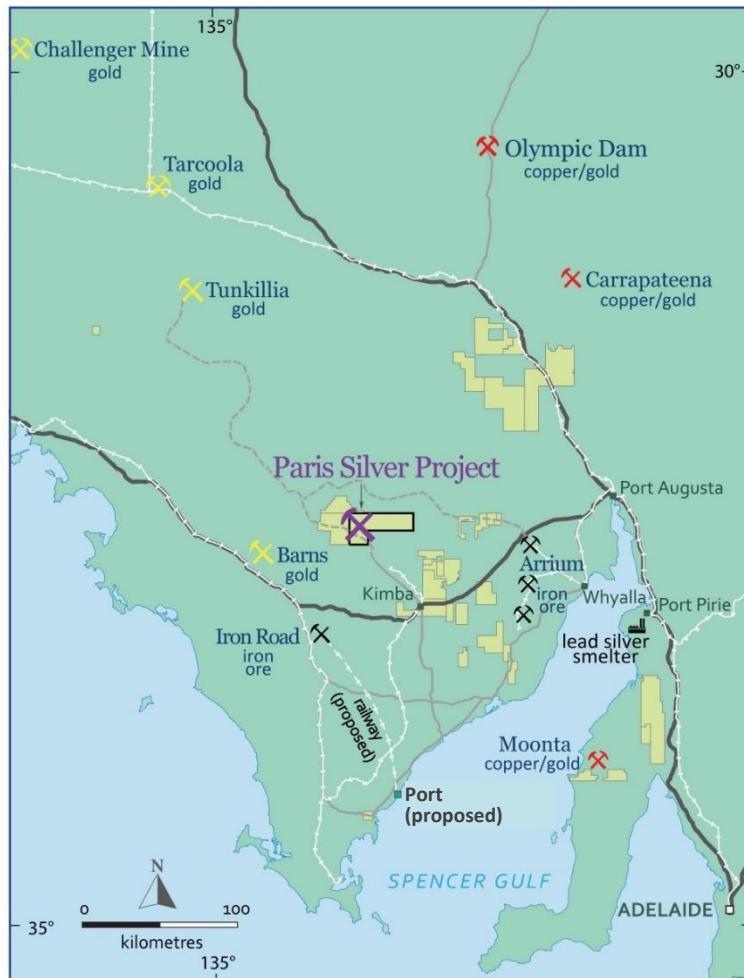 135°
Challenger Mine
gold
30°
Olympic Dam
copper/gold
Tarcoola
gold
Carrapateena
copper/gold
Tunkillia
gold
Paris Silver Project
Port Augusta
Barns
gold
Arrium
iron
ore
Kimba
Whyalla
Port Pirie
lead silver
smelter
Iron Road
iron
ore
railway
(proposed)
Moonta
copper/gold
Port
(proposed)
N
SPENCER GULF
0
100
kilometres
ADELAIDE
35°
135°